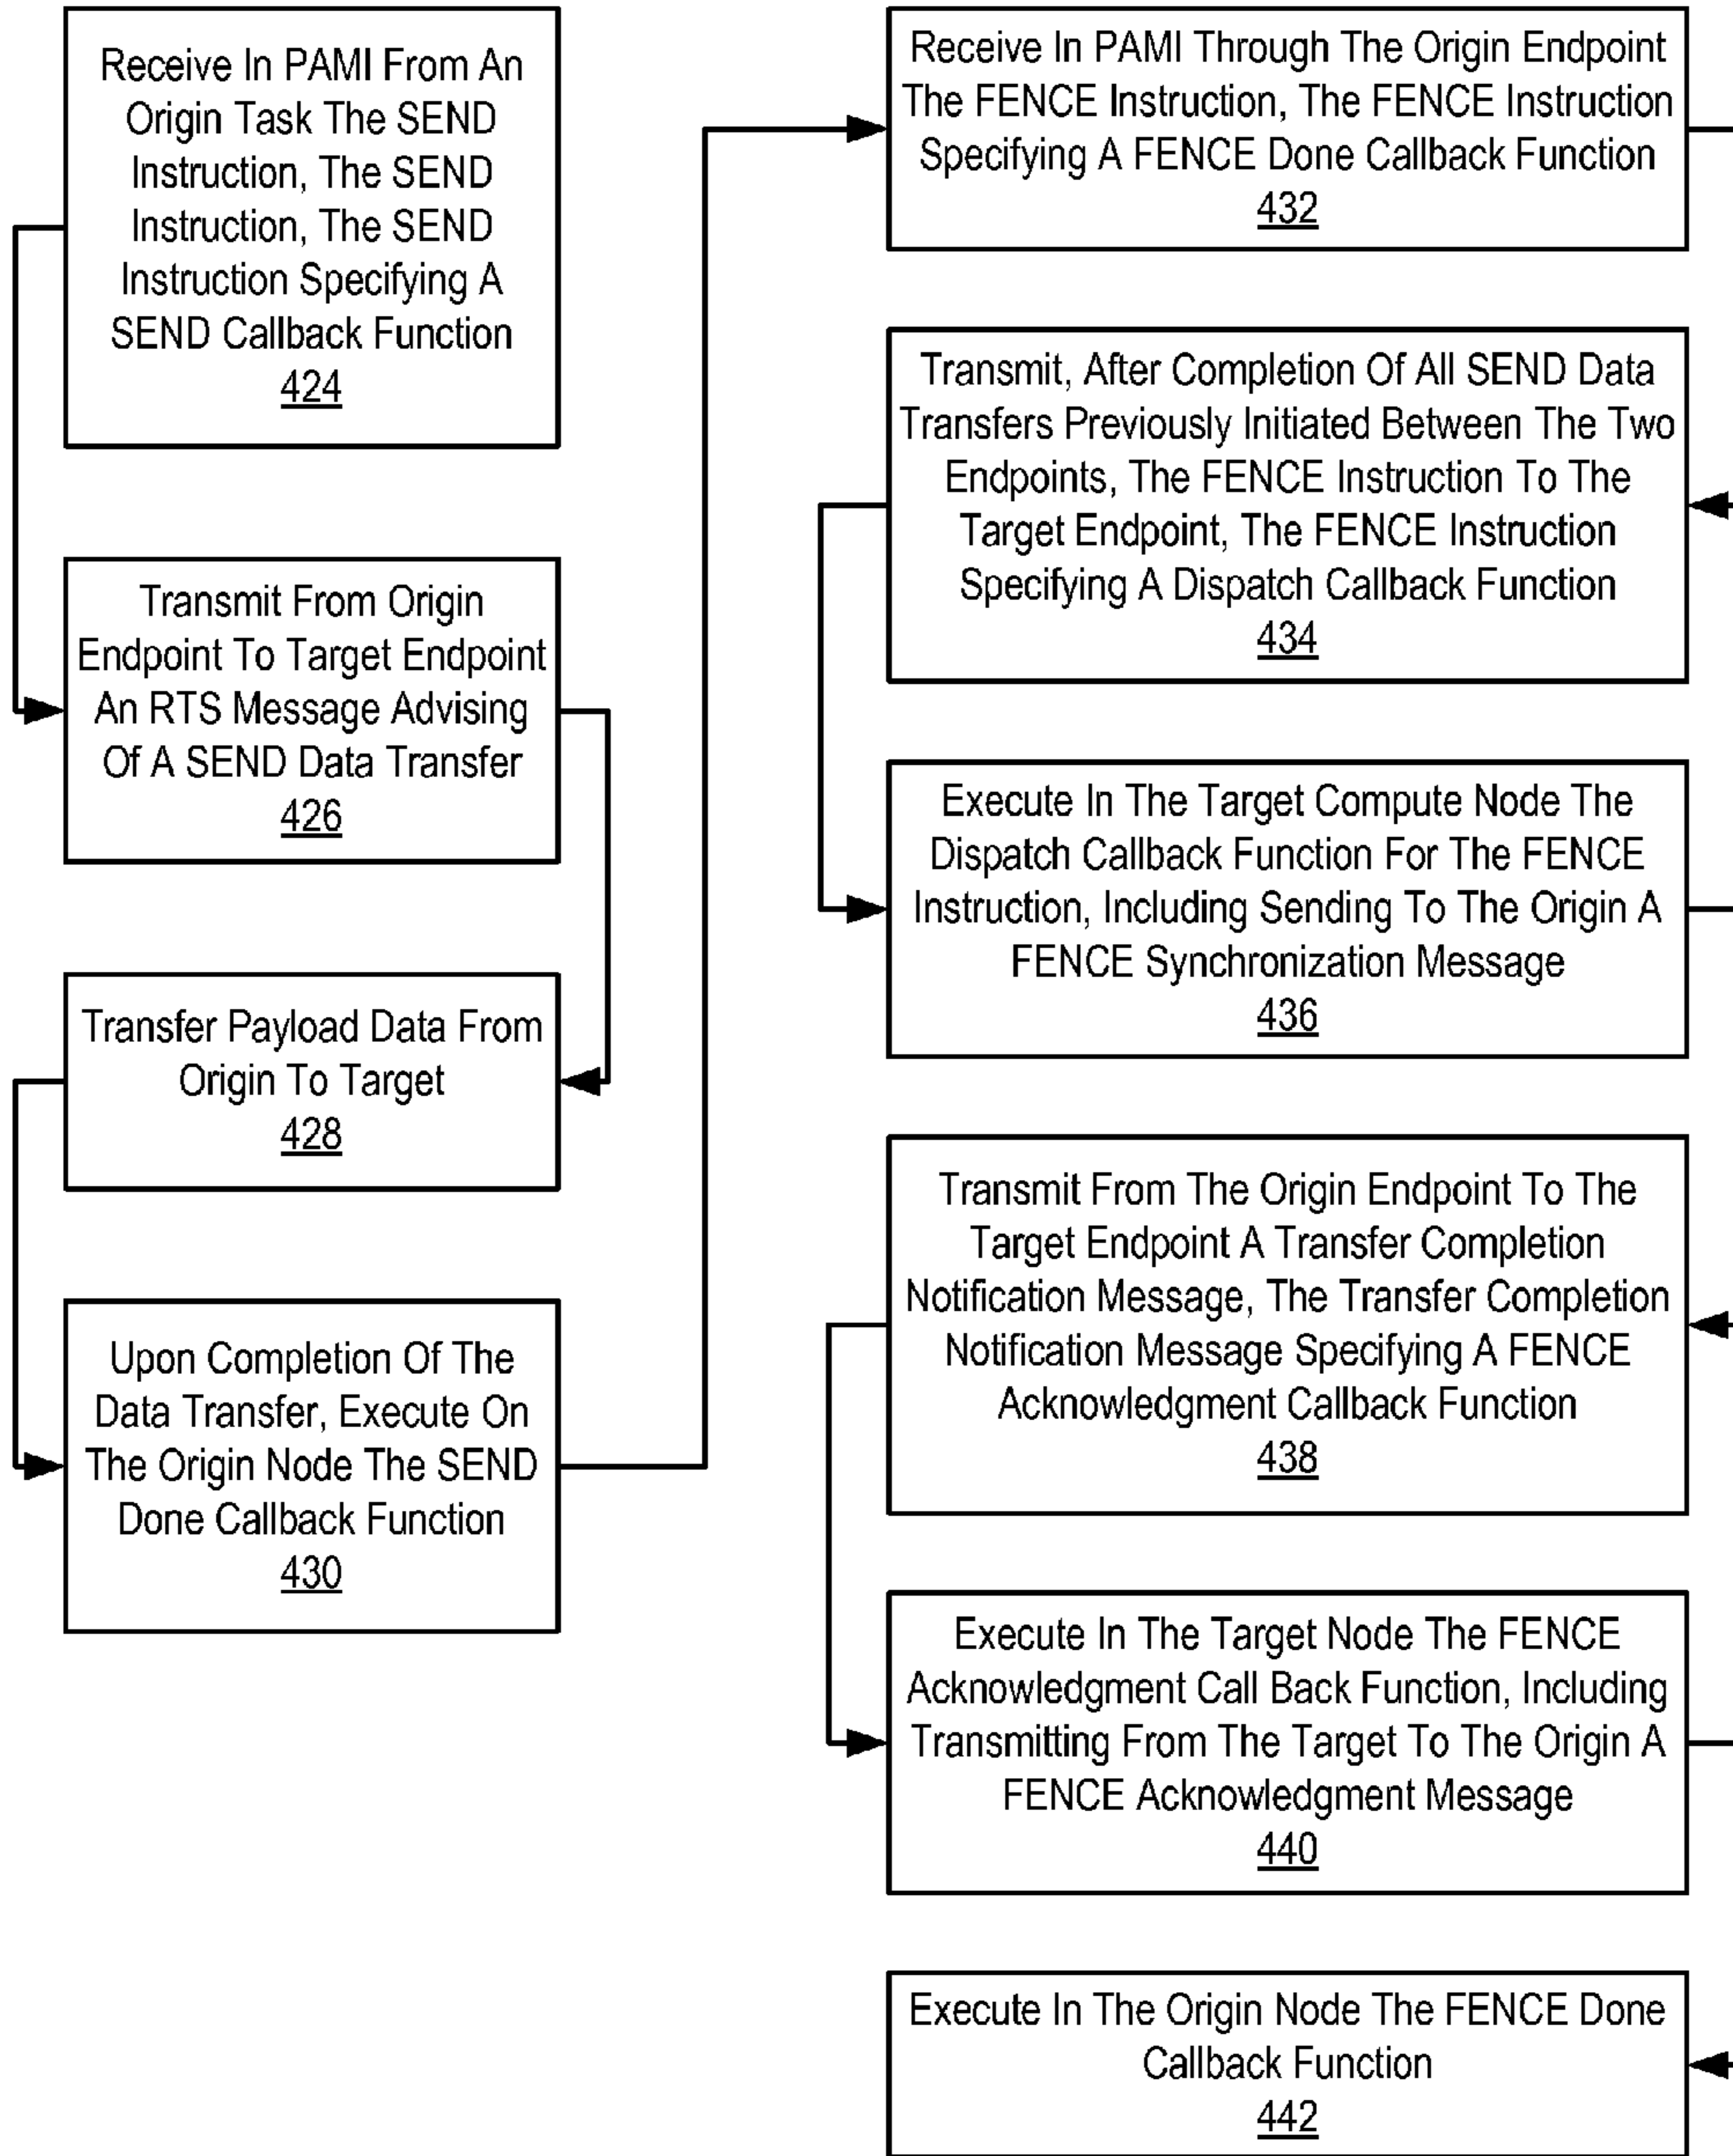 Receive In PAMI From An
Origin Task The SEND
Instruction, The SEND
Instruction, The SEND
Instruction Specifying A
SEND Callback Function
424
Transmit From Origin
Endpoint To Target Endpoint
An RTS Message Advising
Of A SEND Data Transfer
426
Transfer Payload Data From
Origin To Target
428
Upon Completion Of The
Data Transfer, Execute On
The Origin Node The SEND
Done Callback Function
430
Receive In PAMI Through The Origin Endpoint
The FENCE Instruction, The FENCE Instruction
Specifying A FENCE Done Callback Function
432
Transmit, After Completion Of All SEND Data
Transfers Previously Initiated Between The Two
Endpoints, The FENCE Instruction To The
Target Endpoint, The FENCE Instruction
Specifying A Dispatch Callback Function
434
Execute In The Target Compute Node The
Dispatch Callback Function For The FENCE
Instruction, Including Sending To The Origin A
FENCE Synchronization Message
436
Transmit From The Origin Endpoint To The
Target Endpoint A Transfer Completion
Notification Message, The Transfer Completion
Notification Message Specifying A FENCE
Acknowledgment Callback Function
438
Execute In The Target Node The FENCE
Acknowledgment Call Back Function, Including
Transmitting From The Target To The Origin A
FENCE Acknowledgment Message
440
Execute In The Origin Node The FENCE Done
Callback Function
442